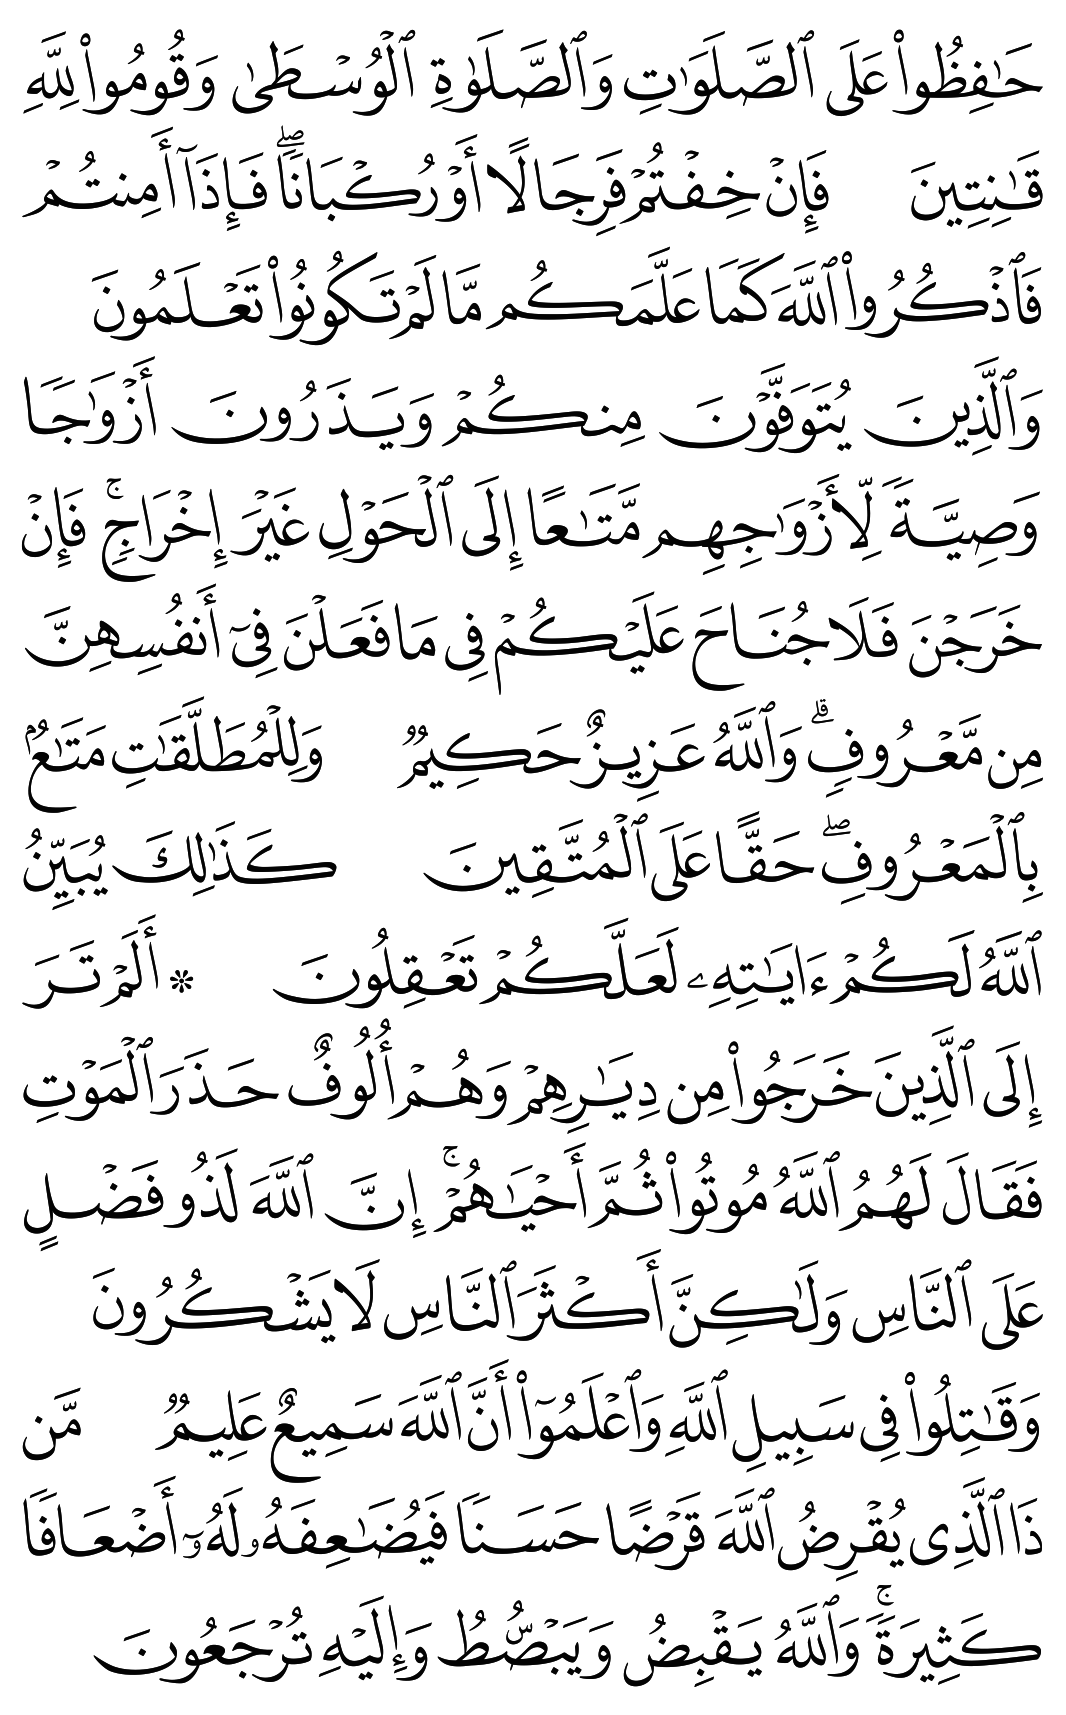 حَـٰفِظُوا۟ عَلَى ٱلصَّلَوَٰتِ وَٱلصَّلَوٰةِ ٱلْوُسْطَىٰ وَقُومُوا۟ لِلَّهِ
قَـٰنِتِينَ فَإِنْ خِفْتُمْ فَرِجَالًا أَوْ رُكْبَانًا ۖ فَإِذَآ أَمِنتُمْ
فَٱذْكُرُوا۟ ٱللَّهَ كَمَا عَلَّمَكُم مَّا لَمْ تَكُونُوا۟ تَعْلَمُونَ
وَٱلَّذِينَ يُتَوَفَّوْنَ مِنكُمْ وَيَذَرُونَ أَزْوَٰجًا
وَصِيَّةً لِّأَزْوَٰجِهِم مَّتَـٰعًا إِلَى ٱلْحَوْلِ غَيْرَ إِخْرَاجٍ ۚ فَإِنْ
خَرَجْنَ فَلَا جُنَاحَ عَلَيْكُمْ فِى مَا فَعَلْنَ فِىٓ أَنفُسِهِنَّ
مِن مَّعْرُوفٍ ۗ وَٱللَّهُ عَزِيزٌ حَكِيمٌ وَلِلْمُطَلَّقَـٰتِ مَتَـٰعٌۢ
بِٱلْمَعْرُوفِ ۖ حَقًّا عَلَى ٱلْمُتَّقِينَ كَذَٰلِكَ يُبَيِّنُ
ٱللَّهُ لَكُمْ ءَايَـٰتِهِۦ لَعَلَّكُمْ تَعْقِلُونَ * أَلَمْ تَرَ
إِلَى ٱلَّذِينَ خَرَجُوا۟ مِن دِيَـٰرِهِمْ وَهُمْ أُلُوفٌ حَذَرَ ٱلْمَوْتِ
فَقَالَ لَهُمُ ٱللَّهُ مُوتُوا۟ ثُمَّ أَحْيَـٰهُمْ ۚ إِنَّ ٱللَّهَ لَذُو فَضْلٍ
عَلَى ٱلنَّاسِ وَلَـٰكِنَّ أَكْثَرَ ٱلنَّاسِ لَا يَشْكُرُونَ
وَقَـٰتِلُوا۟ فِى سَبِيلِ ٱللَّهِ وَٱعْلَمُوٓا۟ أَنَّ ٱللَّهَ سَمِيعٌ عَلِيمٌ مَّن
ذَا ٱلَّذِى يُقْرِضُ ٱللَّهَ قَرْضًا حَسَنًا فَيُضَـٰعِفَهُۥ لَهُۥٓ أَضْعَافًا
كَثِيرَةً ۚ وَٱللَّهُ يَقْبِضُ وَيَبْصُۜطُ وَإِلَيْهِ تُرْجَعُونَ